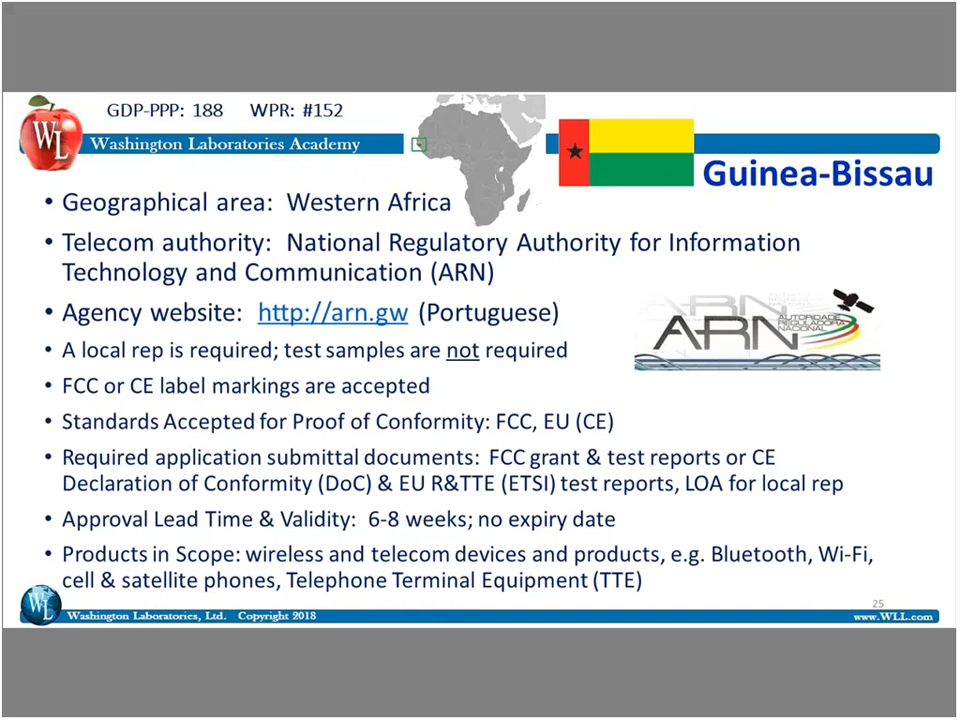 GDP-PPP: 188 WPR: #152
WL
Washington Laboratories Academy
Guinea-Bissau
• Geographical area: Western Africa
• Telecom authority: National Regulatory Authority for Information
Technology and Communication (ARN)
• Agency website: http://arn.gw (Portuguese)
ARN
ARN
AUTORIDADE
REGULADORA
NACIONAL
• A local rep is required; test samples are not required
• FCC or CE label markings are accepted
• Standards Accepted for Proof of Conformity: FCC, EU (CE)
• Required application submittal documents: FCC grant & test reports or CE
Declaration of Conformity (DoC) & EU R&TTE (ETSI) test reports, LOA for local rep
• Approval Lead Time & Validity: 6-8 weeks; no expiry date
• Products in Scope: wireless and telecom devices and products, e.g. Bluetooth, Wi-Fi,
cell & satellite phones, Telephone Terminal Equipment (TTE)
25
WL
Washington Laboratories, Ltd. Copyright 2018
www.WLL.com